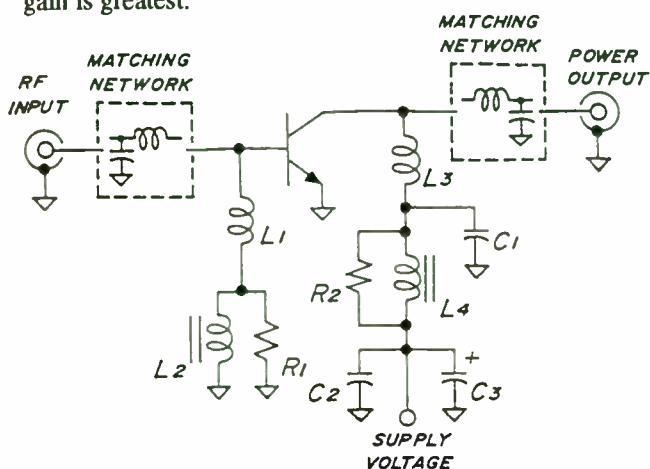 gain is greatest.
MATCHING
NETWORK
POWER
OUTPUT
MATCHING
NETWORK
RF
INPUT
L3
L1
C1
R2
L4
L2
R1
C2
+
C3
SUPPLY
VOLTAGE